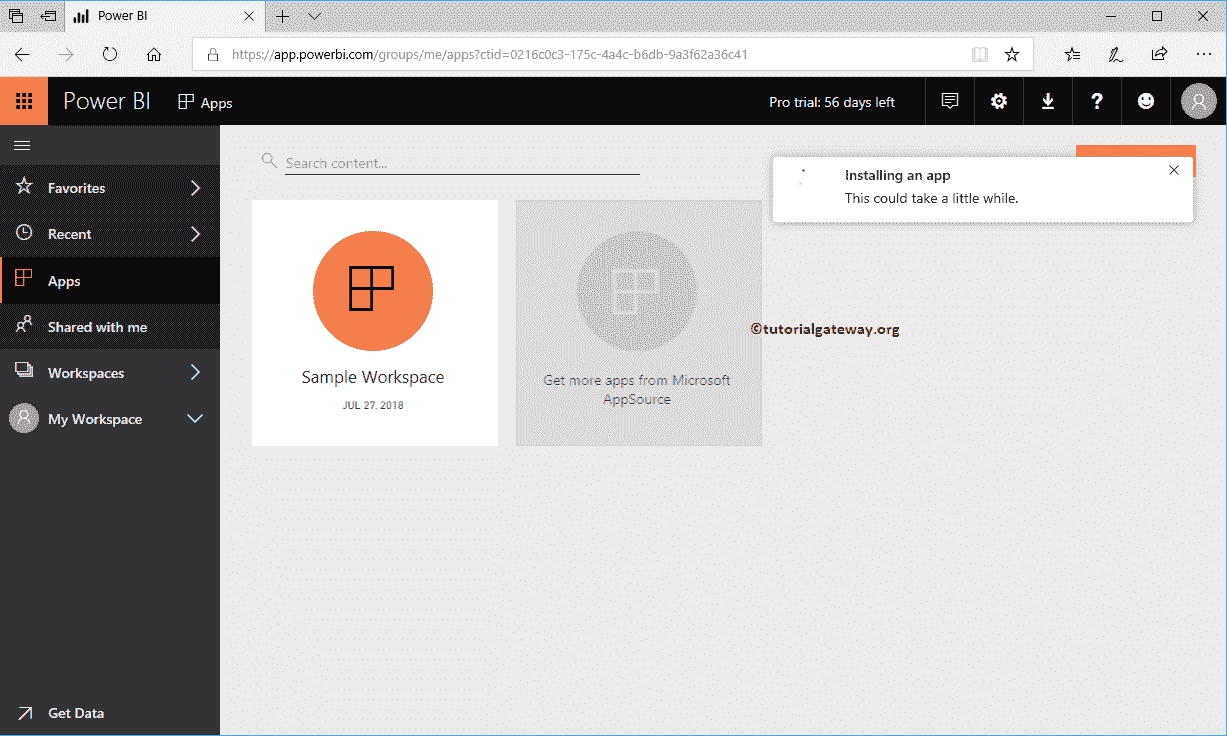 Power BI
https://app.powerbi.com/groups/me/apps?ctid=0216c0c3-175c-4a4c-b6db-9a3f62a36c41
Power BI
Apps
Pro trial: 56 days left
Search content...
Installing an app
This could take a little while.
Favorites
Recent
Apps
Shared with me
Workspaces
My Workspace
Get Data
Sample Workspace
JUL 27, 2018
Get more apps from Microsoft
AppSource
©tutorialgateway.org